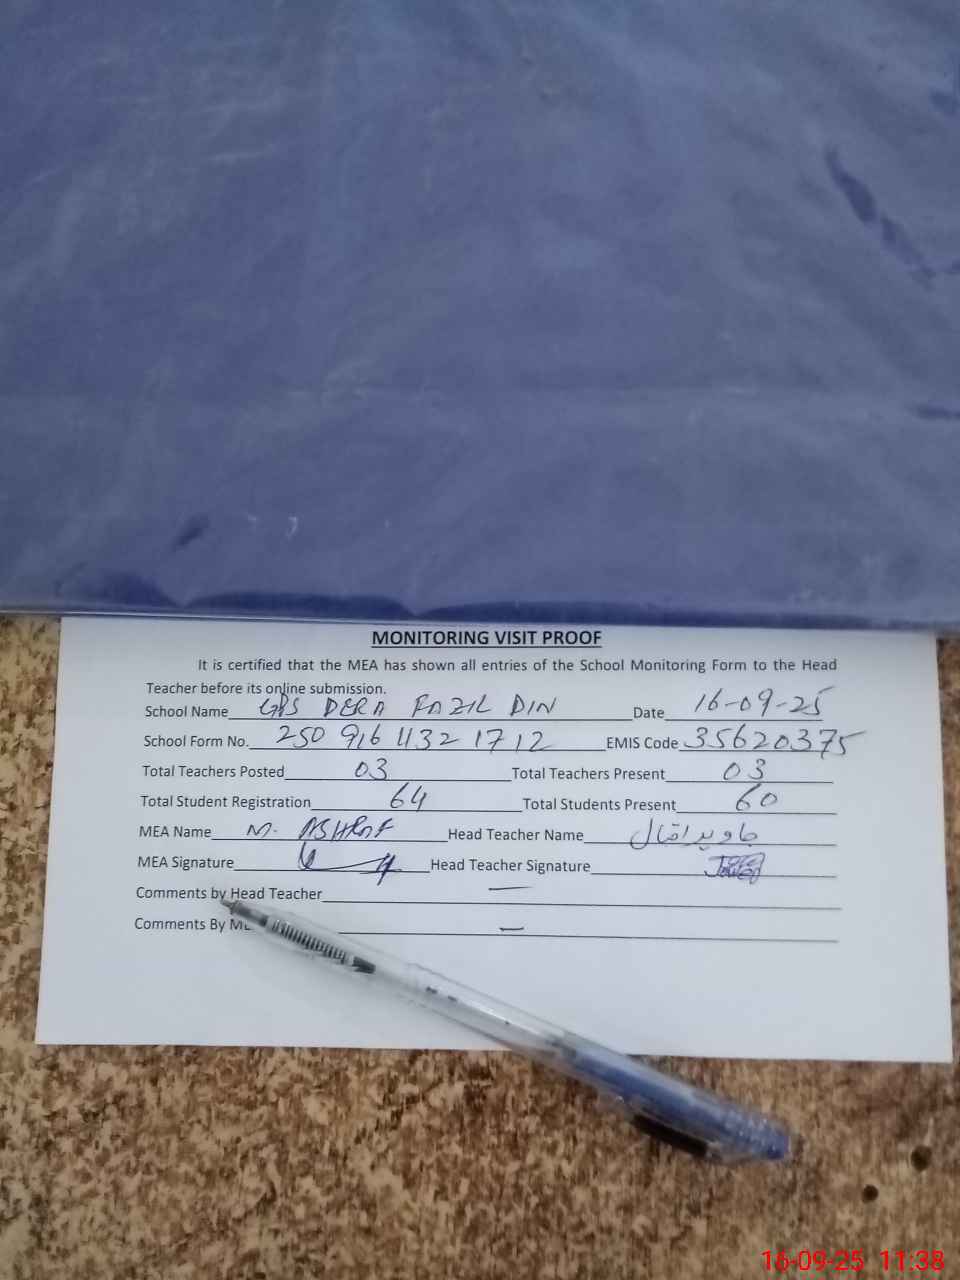 MONITORING VISIT PROOF
It is certified that the MEA has shown all entries of the School Monitoring Form to the Head
Teacher before its online submission.
School Name GPS DERA FAZIL DIN Date 16-09-25
School Form No. 250 916 1132 1712 EMIS Code 35620375
Total Teachers Posted 03 Total Teachers Present 03
Total Student Registration 64 Total Students Present 60
MEA Name M. ASHRAF Head Teacher Name جاوید اقبال
MEA Signature Head Teacher Signature
Comments by Head Teacher —
Comments By —
16-09-25 11:38